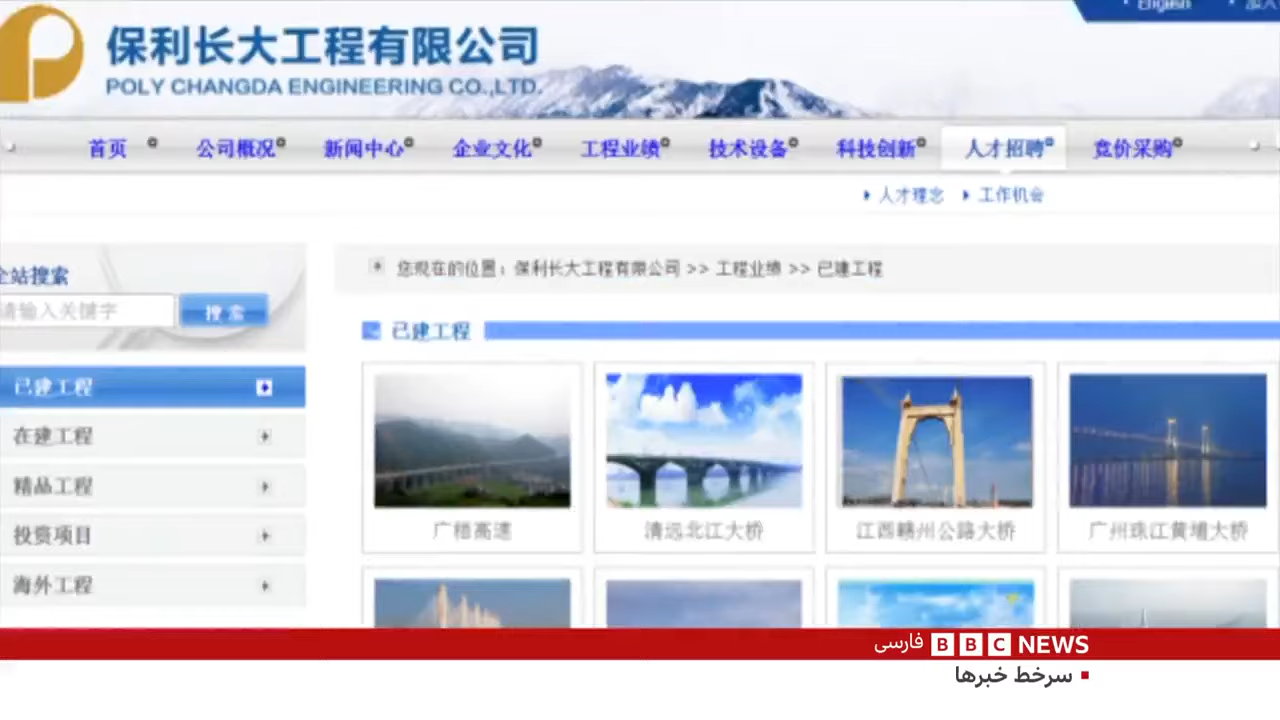 English
保利长大工程有限公司
POLY CHANGDA ENGINEERING CO.,LTD.
首页 公司概况 新闻中心 企业文化 工程业绩 技术设备 科技创新 人才招聘 竞价采购
人才理念 工作机会
全站搜索
请输入关键字 搜索
您现在的位置：保利长大工程有限公司 >> 工程业绩 >> 已建工程
已建工程
已建工程
在建工程
精品工程
投资项目
海外工程
广梧高速 清远北江大桥 江西赣州公路大桥 广州珠江黄埔大桥
BBC NEWS فارسی
سرخط خبرها